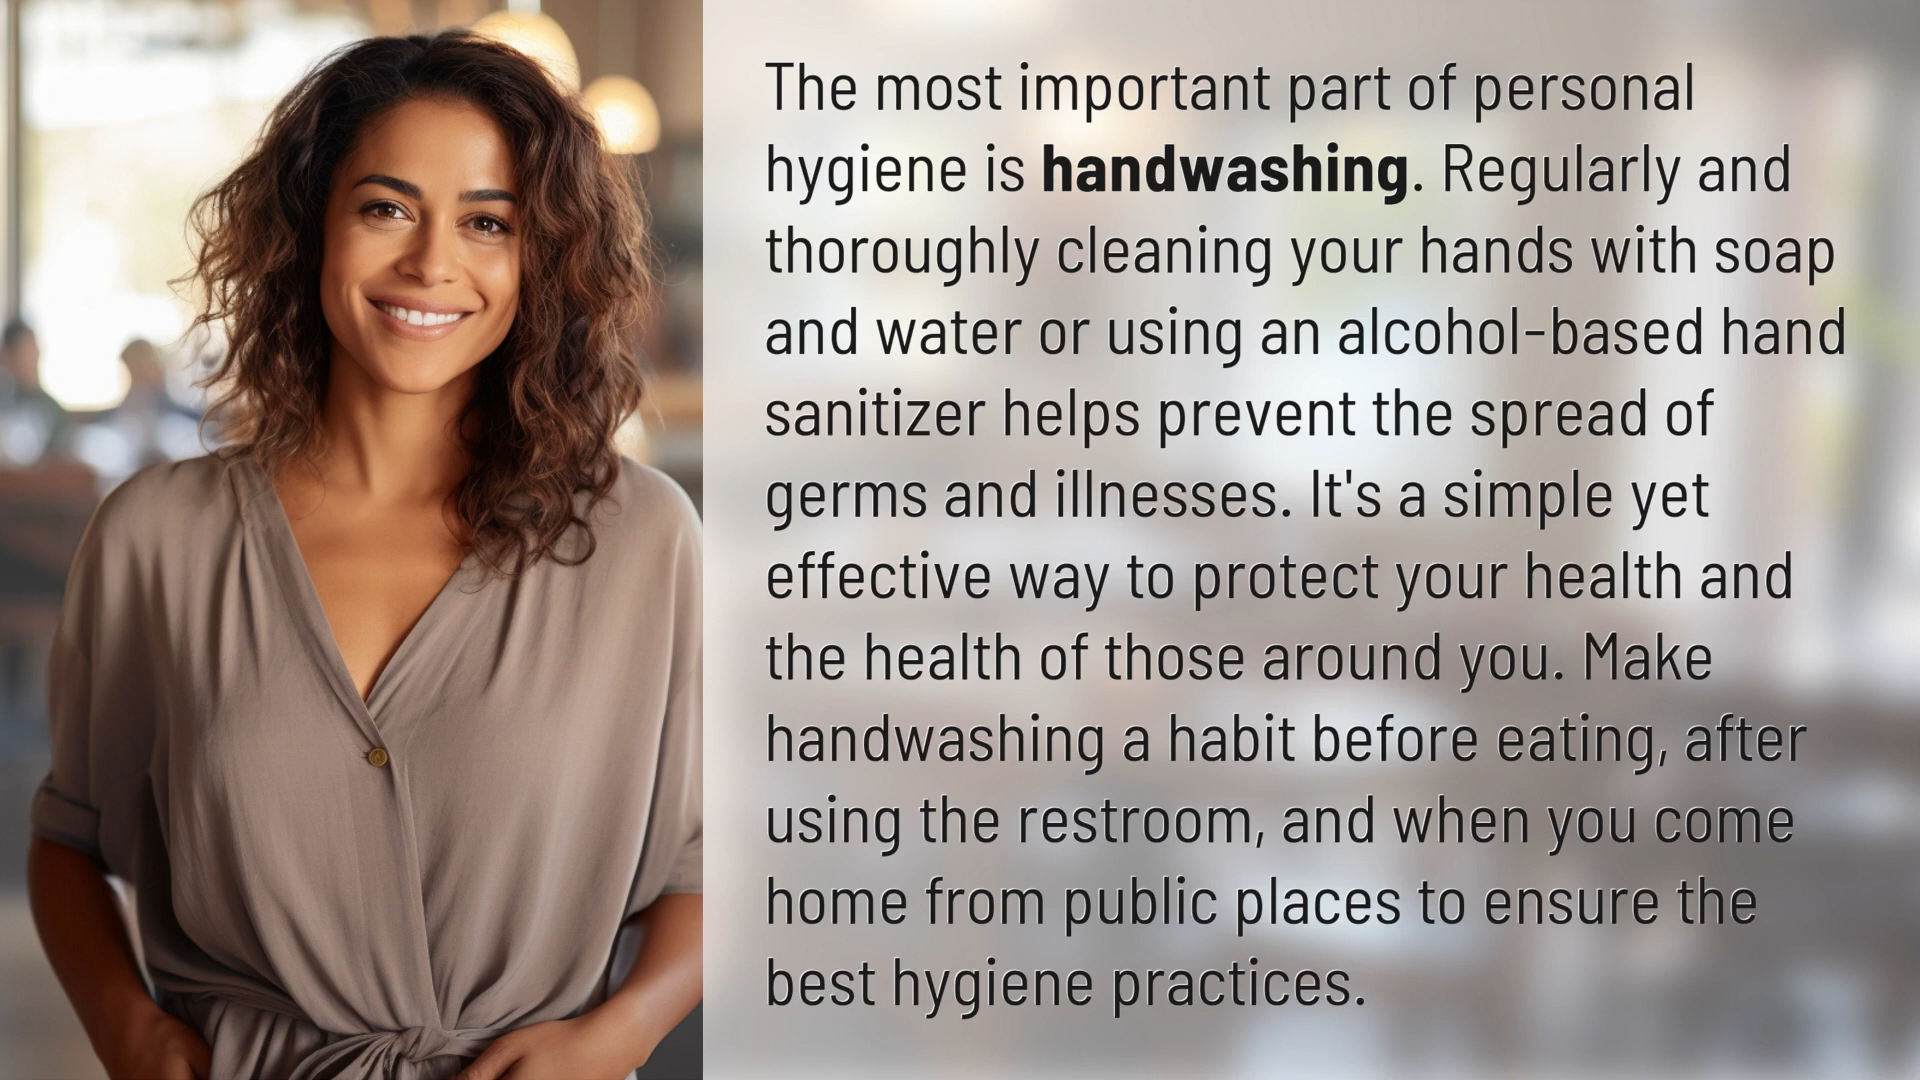 The most important part of personal
hygiene is handwashing. Regularly and
thoroughly cleaning your hands with soap
and water or using an alcohol-based hand
sanitizer helps prevent the spread of
germs and illnesses. It's a simple yet
effective way to protect your health and
the health of those around you. Make
handwashing a habit before eating, after
using the restroom, and when you come
home from public places to ensure the
best hygiene practices.